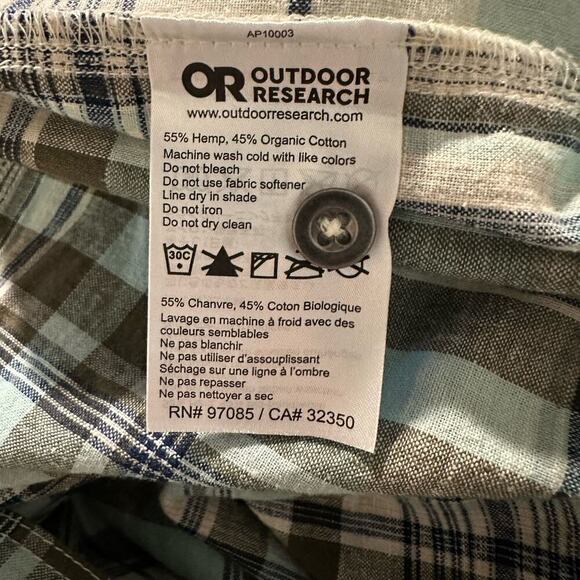 AP10003
OR OUTDOOR
RESEARCH
www.outdoorresearch.com
55% Hemp, 45% Organic Cotton
Machine wash cold with like colors
Do not bleach
Do not use fabric softener
Line dry in shade
Do not iron
Do not dry clean
30C
55% Chanvre, 45% Coton Biologique
Lavage en machine à froid avec des
couleurs semblables
Ne pas blanchir
Ne pas utiliser d'assouplissant
Séchage sur une ligne à l'ombre
Ne pas repasser
Ne pas nettoyer a sec
RN# 97085 / CA# 32350